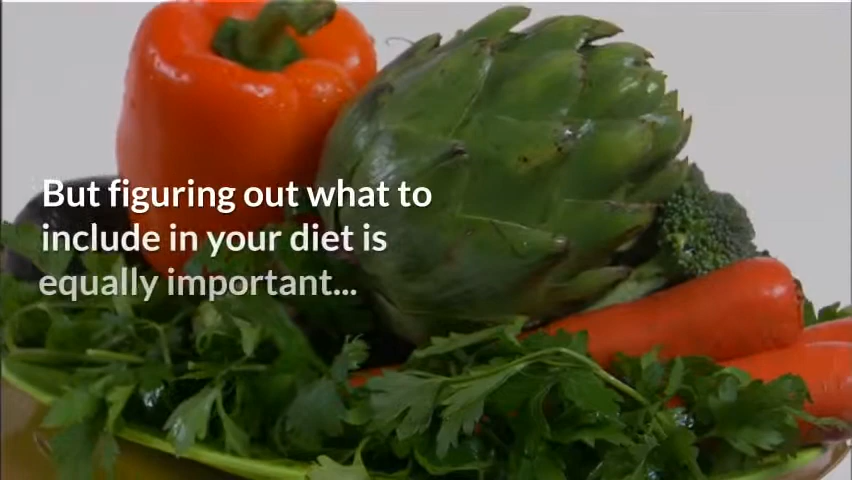 But figuring out what to
include in your diet is
equally important...